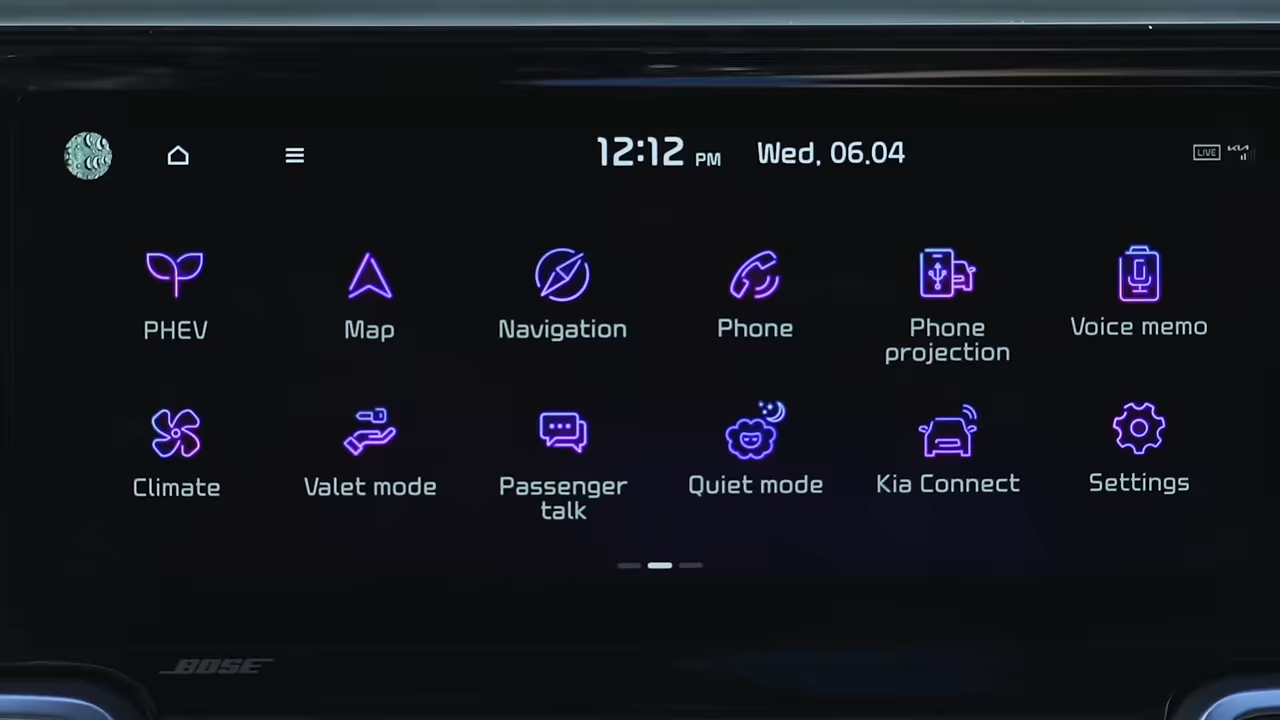 12:12 PM Wed, 06.04 LIVE KIA
PHEV Map Navigation Phone Phone projection Voice memo
Climate Valet mode Passenger talk Quiet mode Kia Connect Settings
BOSE